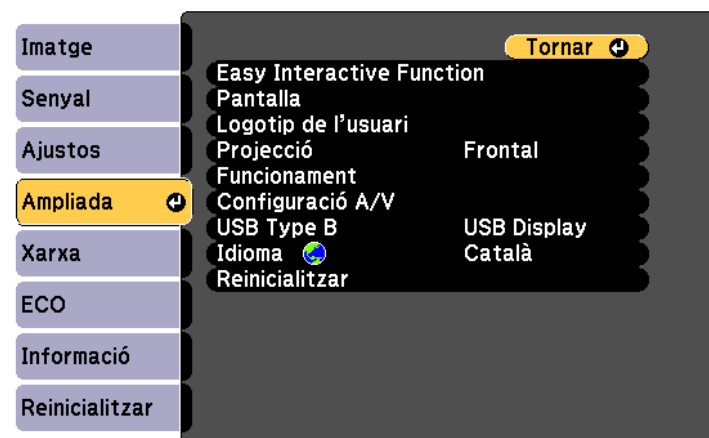 Imatge
Senyal
Ajustos
Ampliada
Xarxa
ECO
Informació
Reinicialitzar
Tornar
Easy Interactive Function
Pantalla
Logotip de l'usuari
Projecció Frontal
Funcionament
Configuració A/V
USB Type B USB Display
Idioma Català
Reinicialitzar